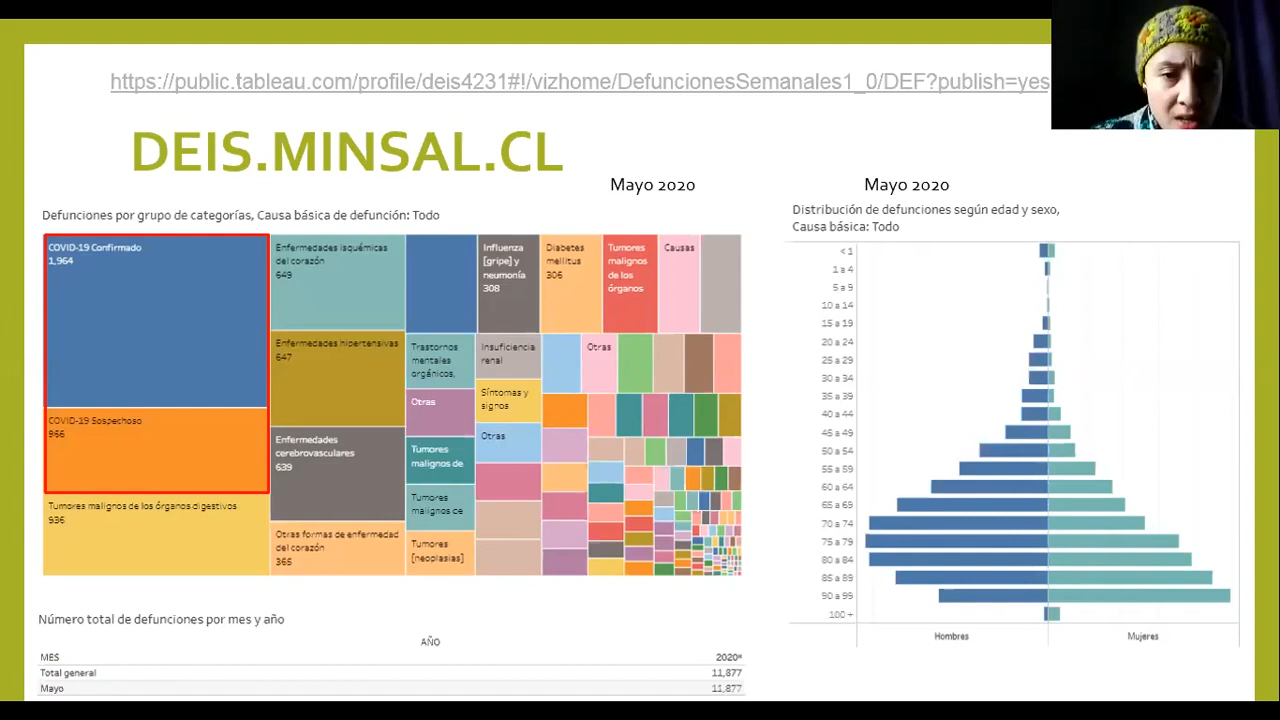 https://public.tableau.com/profile/deis4231#!/vizhome/DefuncionesSemanales1_0/DEF?publish=yes
DEIS.MINSAL.CL
Mayo 2020
Mayo 2020
Defunciones por grupo de categorías, Causa básica de defunción: Todo
COVID-19 Confirmado
1,964
COVID-19 Sospechoso
966
Tumores malignos de los órganos digestivos
936
Enfermedades isquémicas
del corazón
649
Enfermedades hipertensivas
647
Enfermedades
cerebrovasculares
639
Otras formas de enfermedad
del corazón
365
Trastornos
mentales
orgánicos,
Otras
Tumores
malignos de
Tumores
malignos de
Tumores
[neoplasias]
Influenza
[gripe] y
neumonía
308
Insuficiencia
renal
Síntomas y
signos
Otras
Diabetes
mellitus
306
Tumores
malignos
de los
órganos
Causas
Otras
Número total de defunciones por mes y año
AÑO
MES 2020*
Total general 11,877
Mayo 11,877
Distribución de defunciones según edad y sexo,
Causa básica: Todo
< 1
1 a 4
5 a 9
10 a 14
15 a 19
20 a 24
25 a 29
30 a 34
35 a 39
40 a 44
45 a 49
50 a 54
55 a 59
60 a 64
65 a 69
70 a 74
75 a 79
80 a 84
85 a 89
90 a 99
100 +
Hombres Mujeres